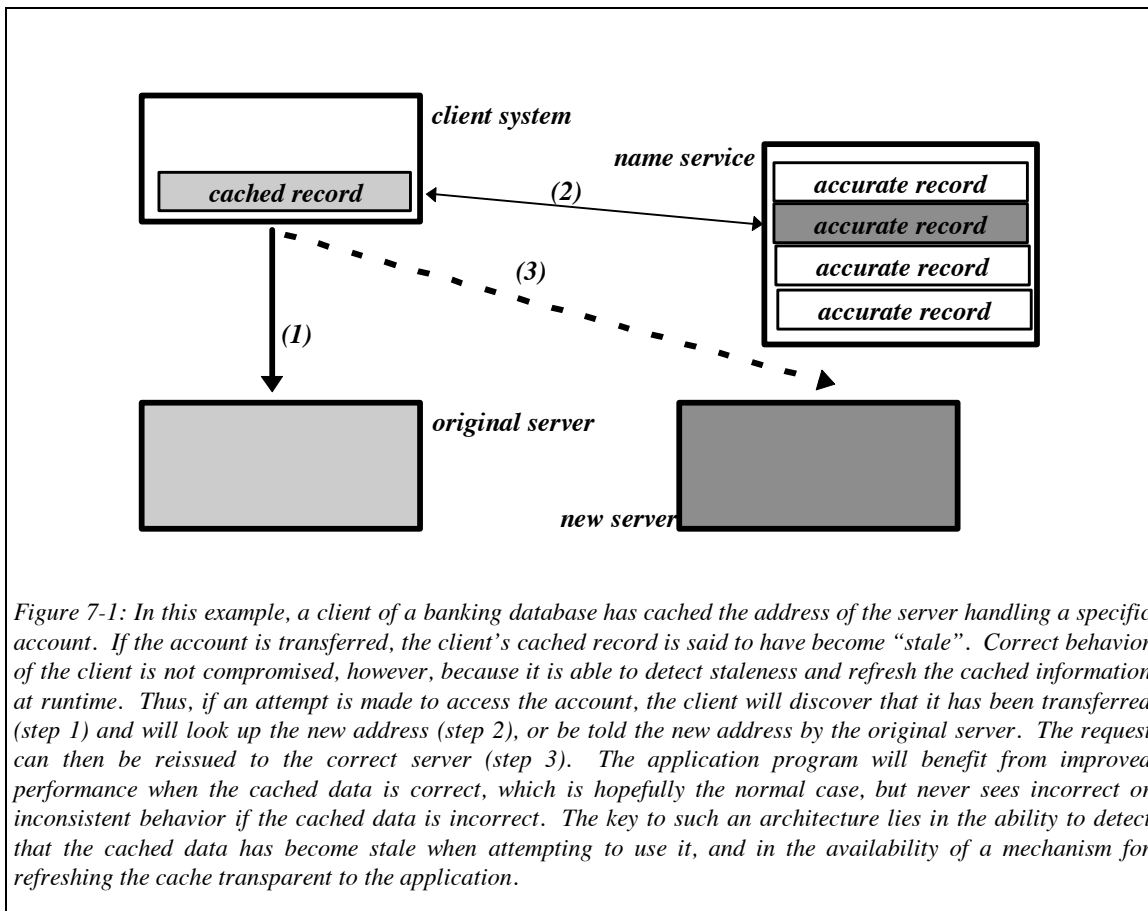 client system
name service
cached record
(2)
accurate record
accurate record
accurate record
accurate record
(3)
(1)
original server
new server
Figure 7-1: In this example, a client of a banking database has cached the address of the server handling a specific
account. If the account is transferred, the client's cached record is said to have become “stale”. Correct behavior
of the client is not compromised, however, because it is able to detect staleness and refresh the cached information
at runtime. Thus, if an attempt is made to access the account, the client will discover that it has been transferred
(step 1) and will look up the new address (step 2), or be told the new address by the original server. The request
can then be reissued to the correct server (step 3). The application program will benefit from improved
performance when the cached data is correct, which is hopefully the normal case, but never sees incorrect or
inconsistent behavior if the cached data is incorrect. The key to such an architecture lies in the ability to detect
that the cached data has become stale when attempting to use it, and in the availability of a mechanism for
refreshing the cache transparent to the application.